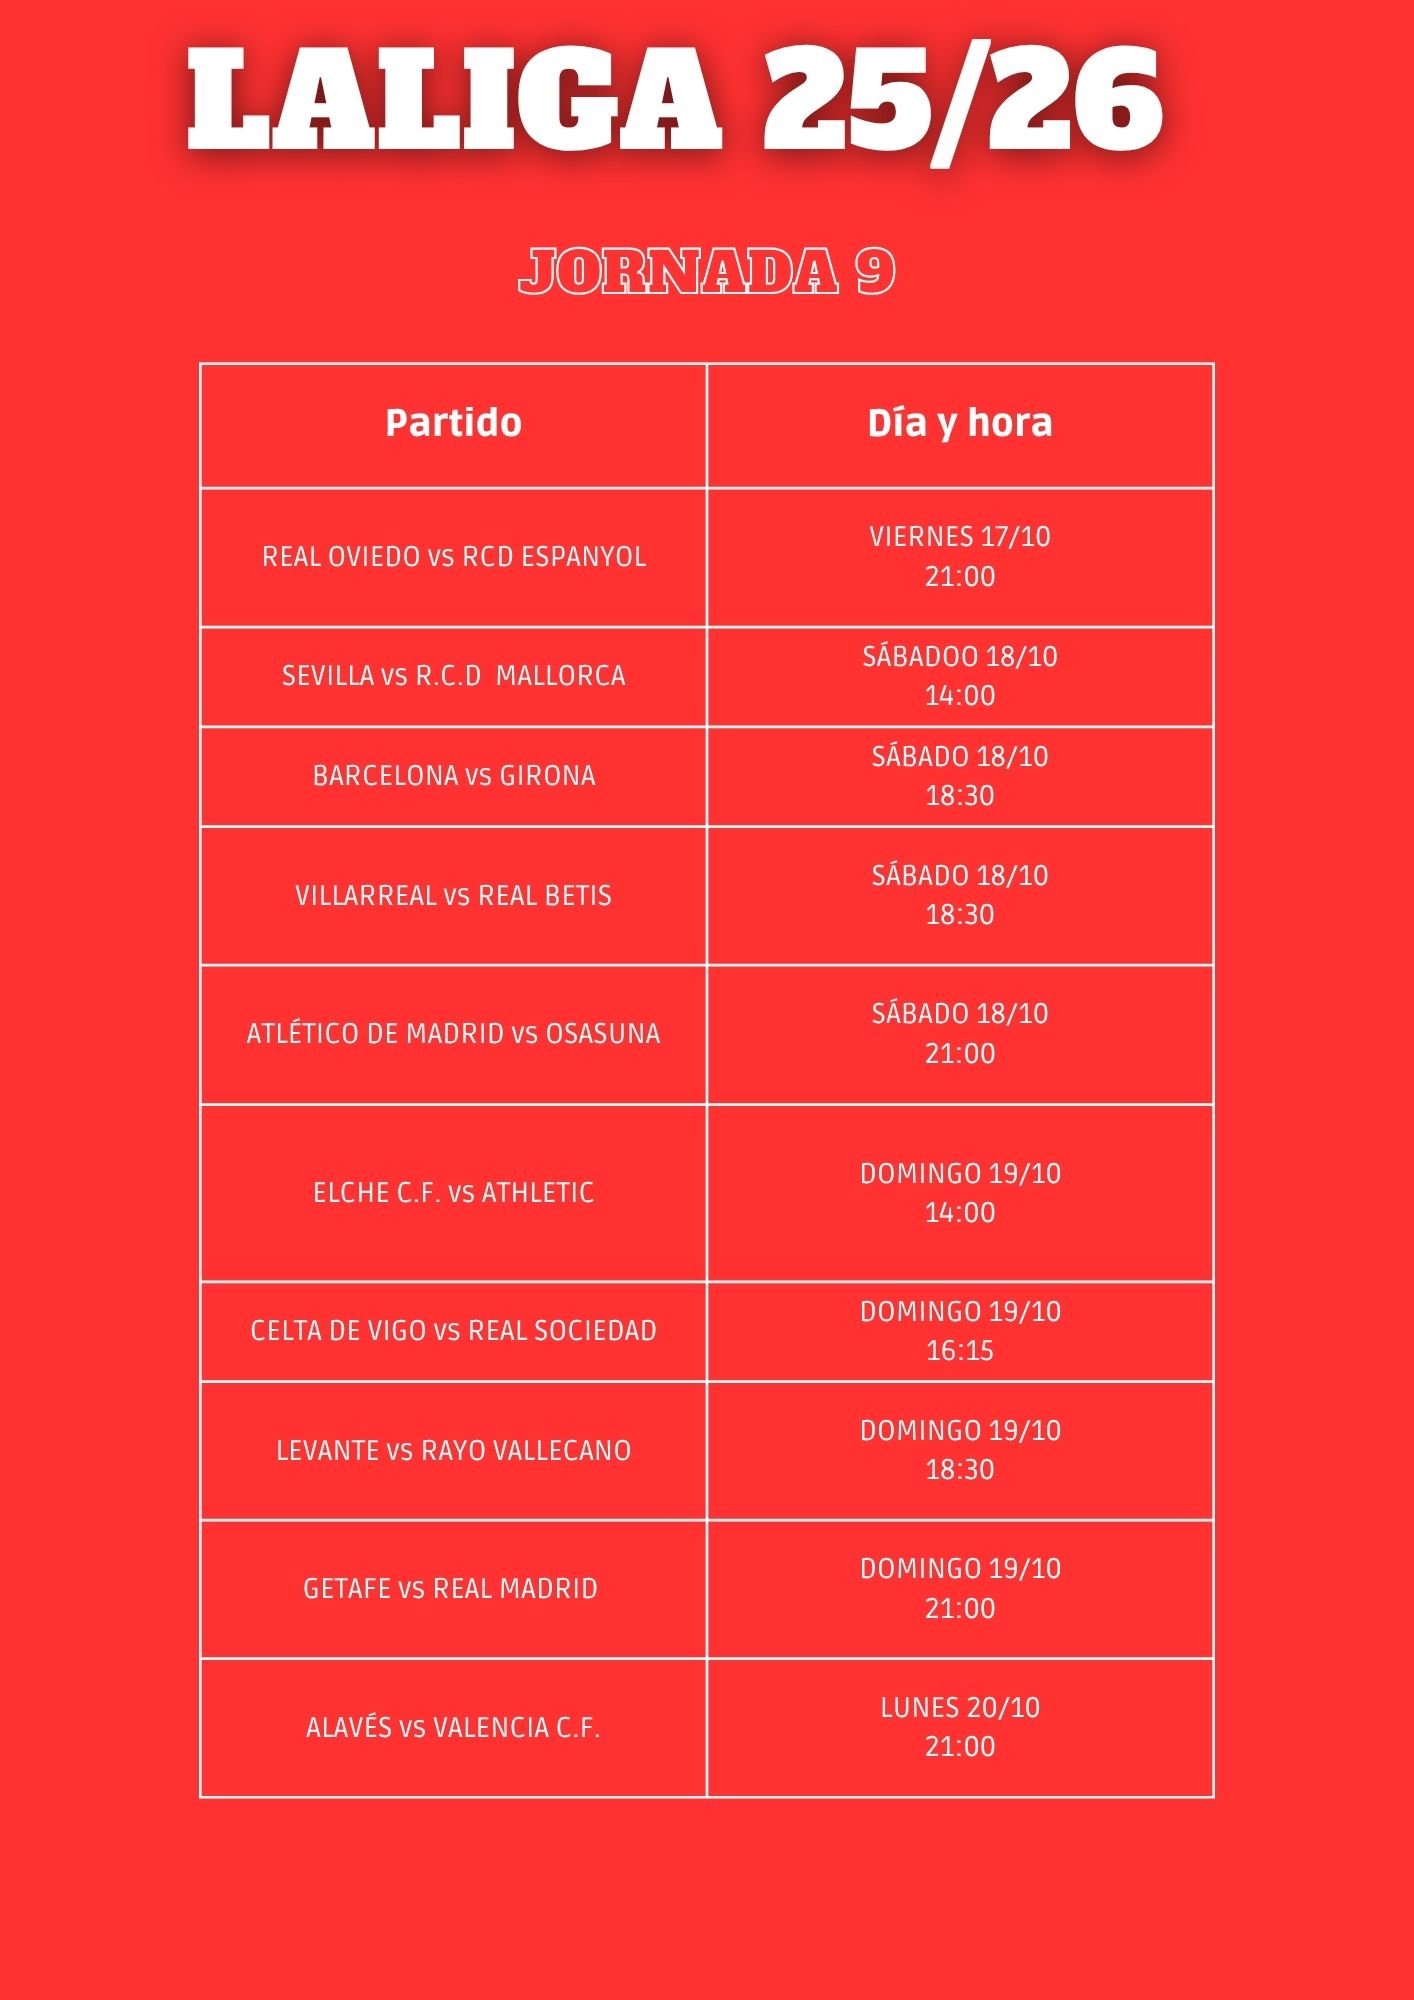 LALIGA 25/26
JORNADA 9
Partido
Día y hora
REAL OVIEDO vs RCD ESPANYOL
VIERNES 17/10
21:00
SEVILLA vs R.C.D  MALLORCA
SÁBADOO 18/10
14:00
BARCELONA vs GIRONA
SÁBADO 18/10
18:30
VILLARREAL vs REAL BETIS
SÁBADO 18/10
18:30
ATLÉTICO DE MADRID vs OSASUNA
SÁBADO 18/10
21:00
ELCHE C.F. vs ATHLETIC
DOMINGO 19/10
14:00
CELTA DE VIGO vs REAL SOCIEDAD
DOMINGO 19/10
16:15
LEVANTE vs RAYO VALLECANO
DOMINGO 19/10
18:30
GETAFE vs REAL MADRID
DOMINGO 19/10
21:00
ALAVÉS vs VALENCIA C.F.
LUNES 20/10
21:00